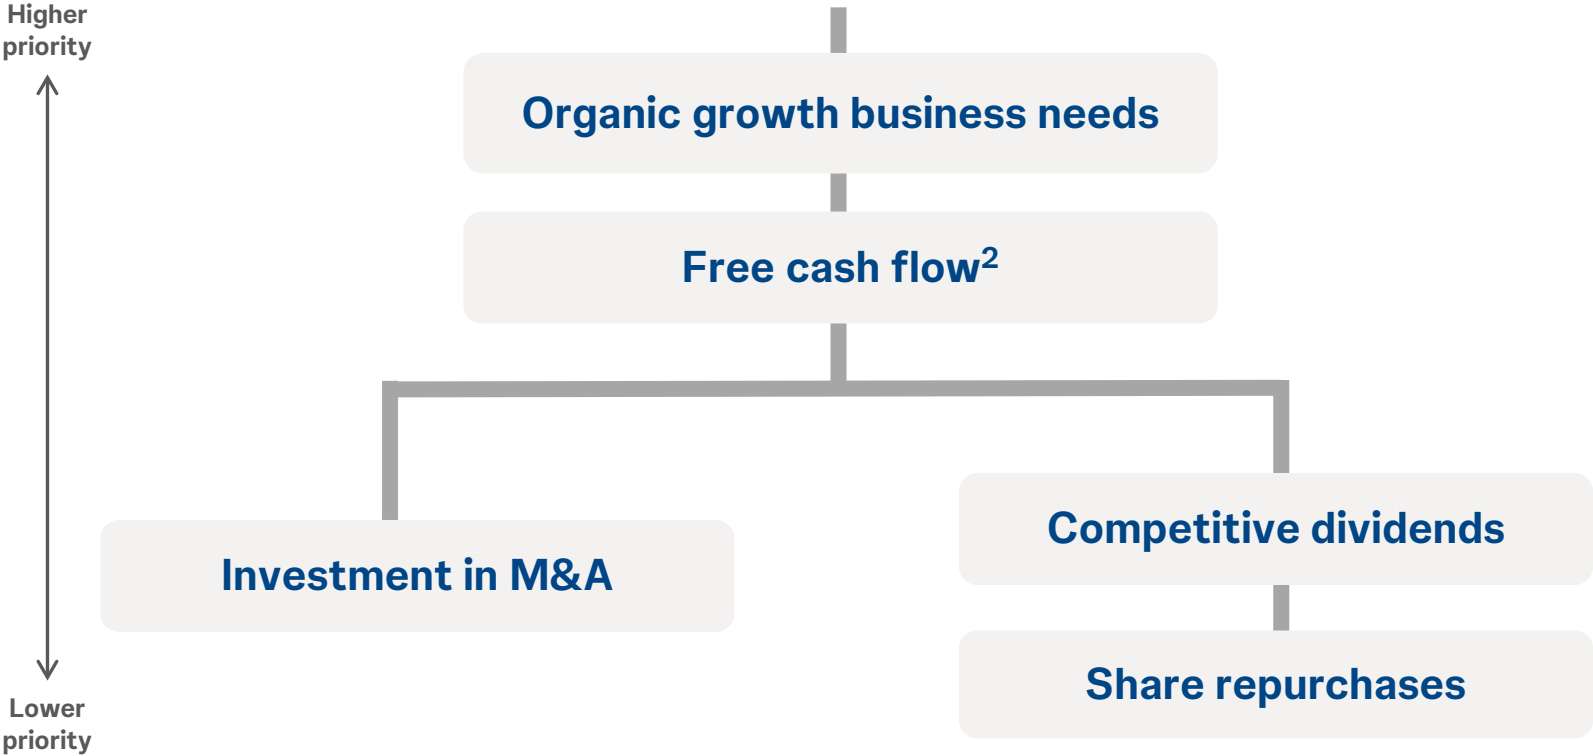 Higher
priority
Organic growth business needs
Free cash flow²
Competitive dividends
Investment in M&A
Share repurchases
Lower
priority